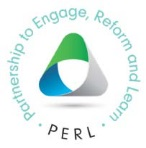 Partnership to Engage, Reform and Learn
• PERL •